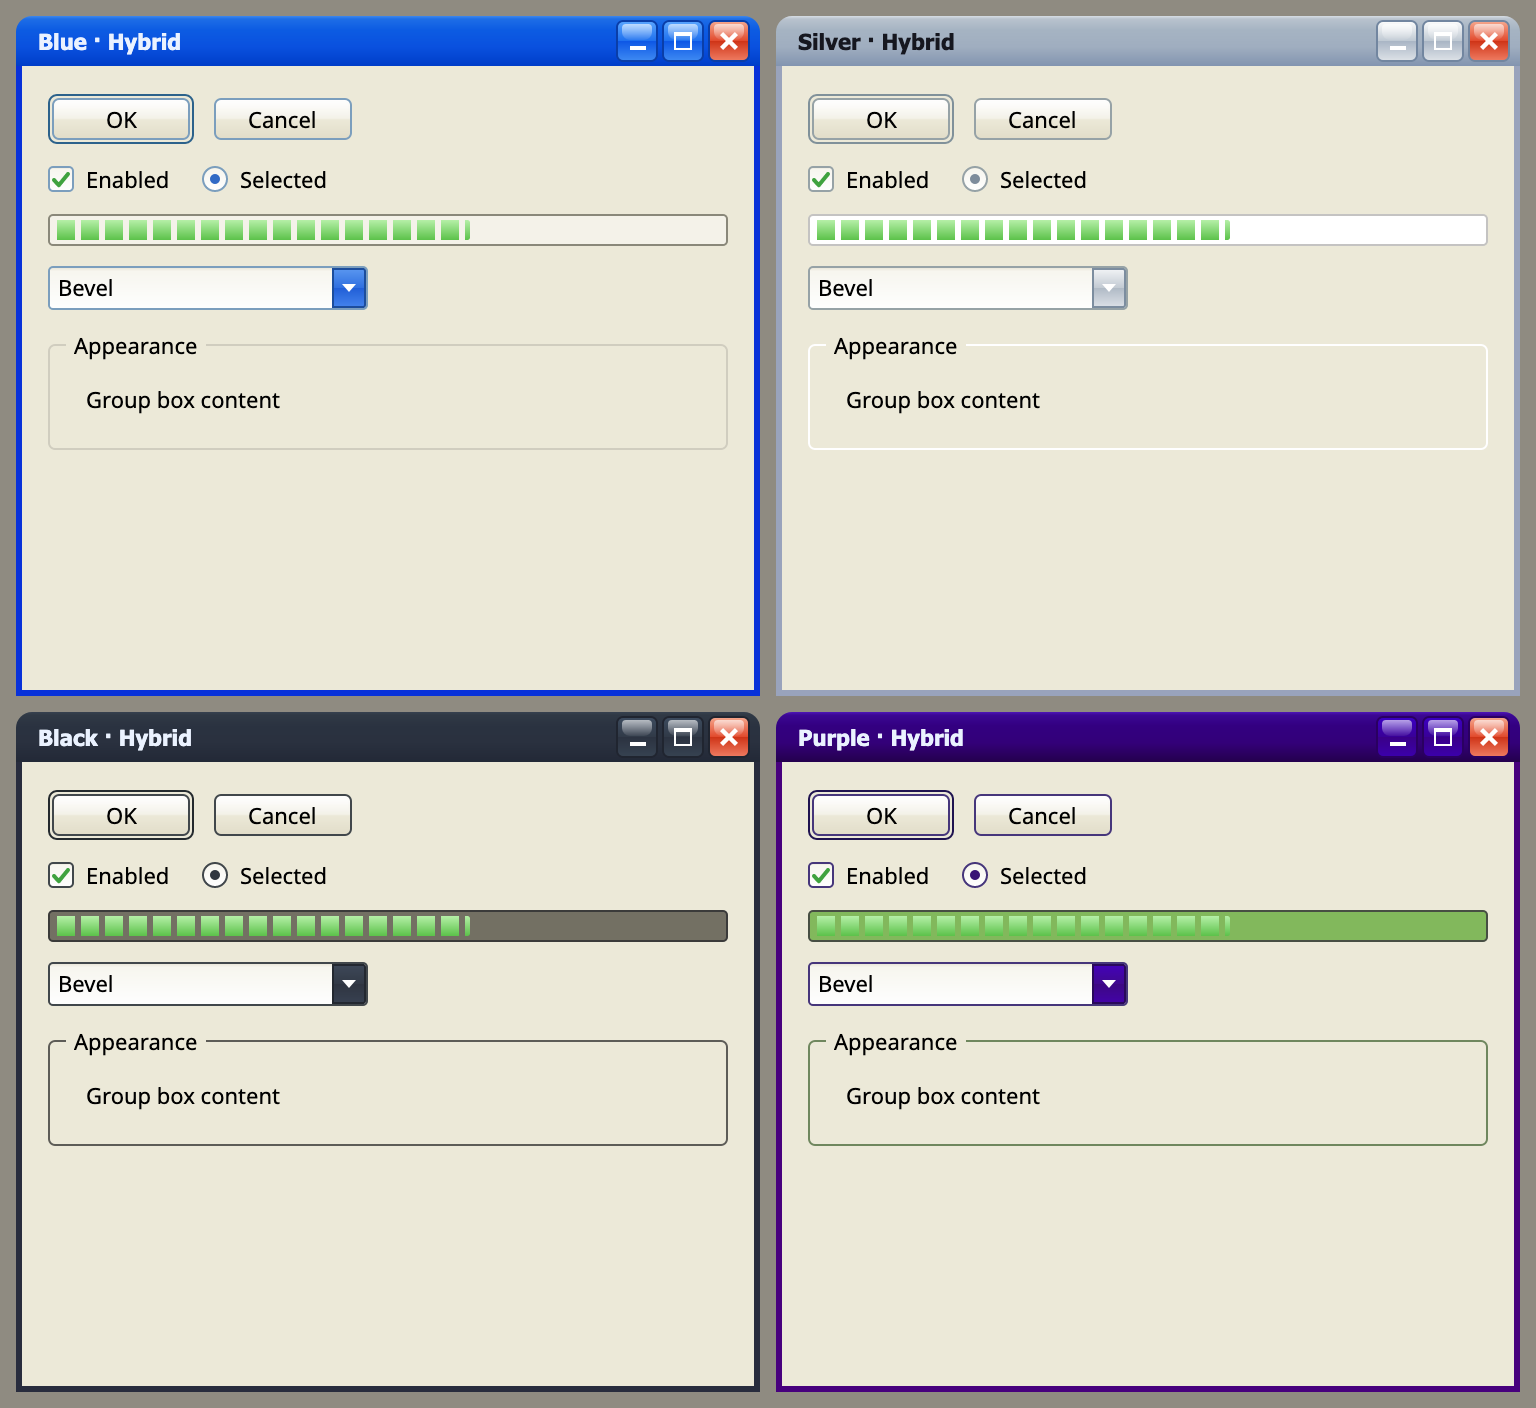 Blue · Hybrid
OK Cancel
Enabled Selected
Bevel
Appearance
Group box content
Silver · Hybrid
OK Cancel
Enabled Selected
Bevel
Appearance
Group box content
Black · Hybrid
OK Cancel
Enabled Selected
Bevel
Appearance
Group box content
Purple · Hybrid
OK Cancel
Enabled Selected
Bevel
Appearance
Group box content